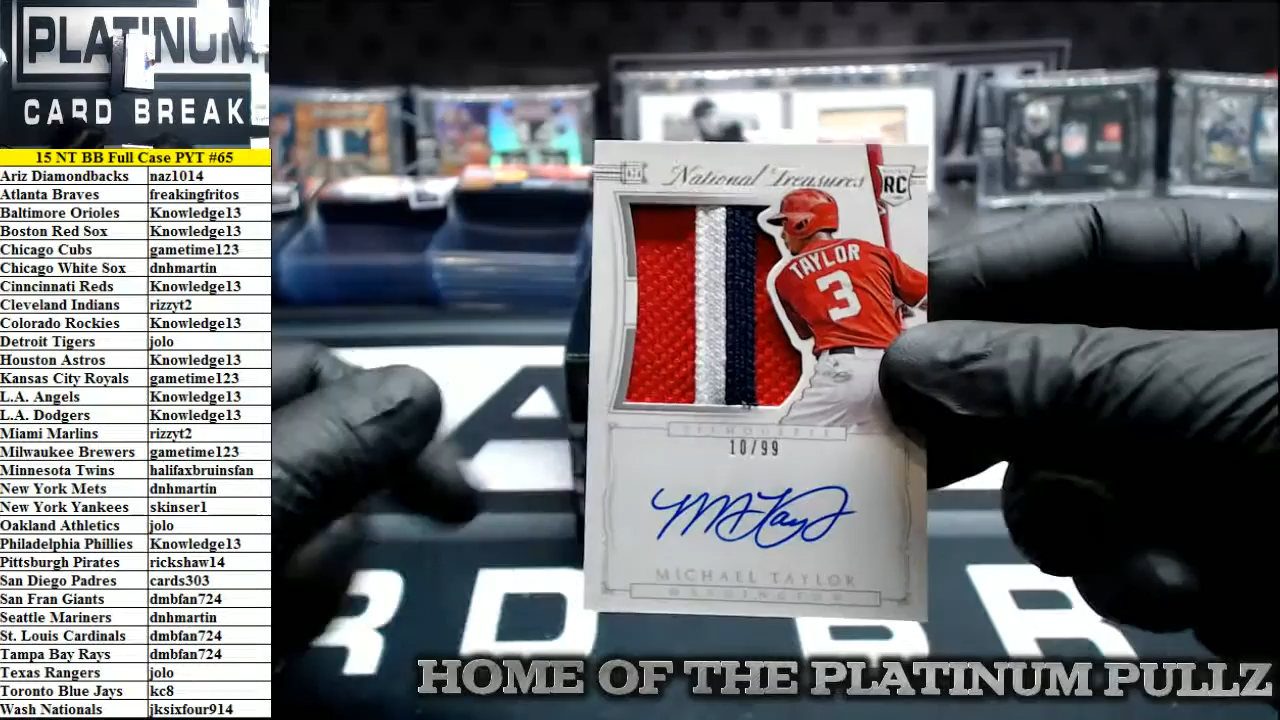 PLATINUM
CARD BREAK
15 NT BB Full Case PYT #65
Ariz Diamondbacks naz1014
Atlanta Braves freakingfritos
Baltimore Orioles Knowledge13
Boston Red Sox Knowledge13
Chicago Cubs gametime123
Chicago White Sox dnhmartin
Cinncinnati Reds Knowledge13
Cleveland Indians rizzyt2
Colorado Rockies Knowledge13
Detroit Tigers jolo
Houston Astros Knowledge13
Kansas City Royals gametime123
L.A. Angels Knowledge13
L.A. Dodgers Knowledge13
Miami Marlins rizzyt2
Milwaukee Brewers gametime123
Minnesota Twins halifaxbruinsfan
New York Mets dnhmartin
New York Yankees skinser1
Oakland Athletics jolo
Philadelphia Phillies Knowledge13
Pittsburgh Pirates rickshaw14
San Diego Padres cards303
San Fran Giants dmbfan724
Seattle Mariners dnhmartin
St. Louis Cardinals dmbfan724
Tampa Bay Rays dmbfan724
Texas Rangers jolo
Toronto Blue Jays kc8
Wash Nationals jksixfour914
National Treasures
RC
TAYLOR
3
SILHOUETTE
10/99
MICHAEL TAYLOR
WASHINGTON
RD BR
HOME OF THE PLATINUM PULLZ